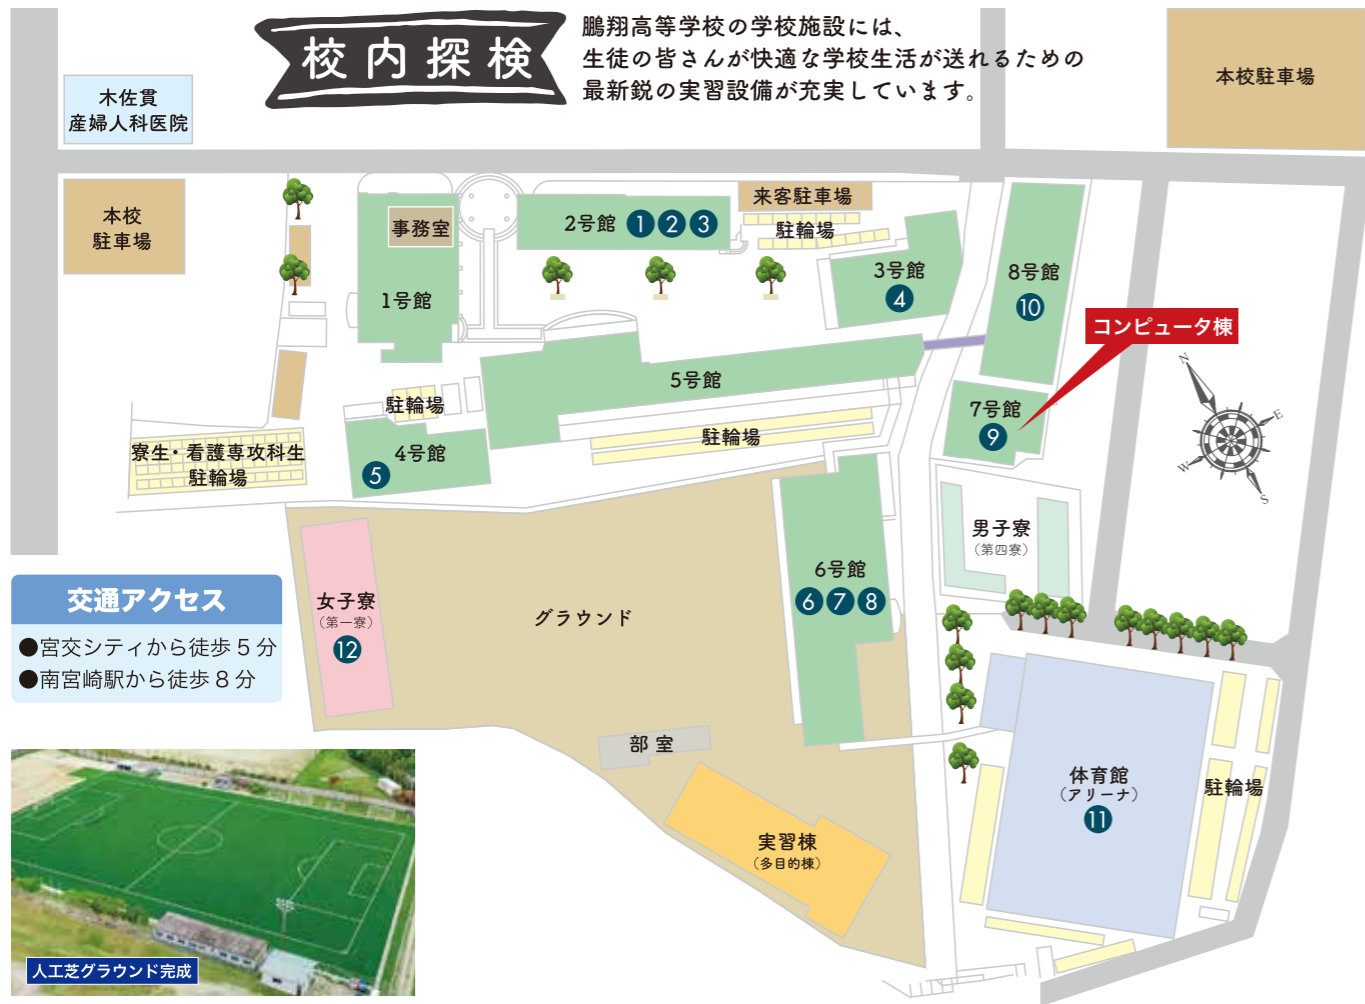 校内探検
鵬翔高等学校の学校施設には、
生徒の皆さんが快適な学校生活が送れるための
最新鋭の実習設備が充実しています。
木佐貫
産婦人科医院
本校駐車場
本校
駐車場
事務室
1号館
2号館 1 2 3
来客駐車場
駐輪場
3号館
4
8号館
10
コンピュータ棟
5号館
7号館
9
N
E
W
S
駐輪場
駐輪場
寮生・看護専攻科生
駐輪場
4号館
5
男子寮
（第四寮）
6号館
6 7 8
女子寮
（第一寮）
12
グラウンド
交通アクセス
●宮交シティから徒歩5分
●南宮崎駅から徒歩8分
部室
体育館
（アリーナ）
11
駐輪場
実習棟
（多目的棟）
人工芝グラウンド完成